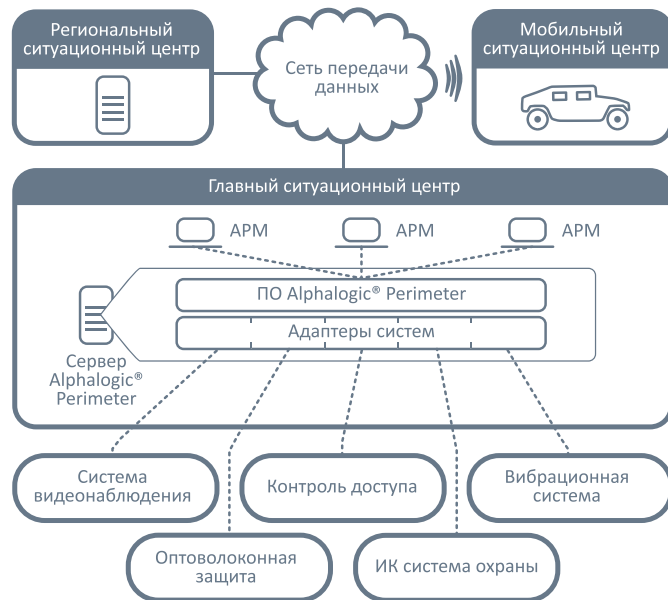 Региональный
ситуационный центр
Сеть передачи
данных
Мобильный
ситуационный центр
Главный ситуационный центр
АРМ
АРМ
АРМ
ПО Alphalogic® Perimeter
Адаптеры систем
Сервер
Alphalogic®
Perimeter
Система
видеонаблюдения
Контроль доступа
Вибрационная
система
Оптоволоконная
защита
ИК система охраны